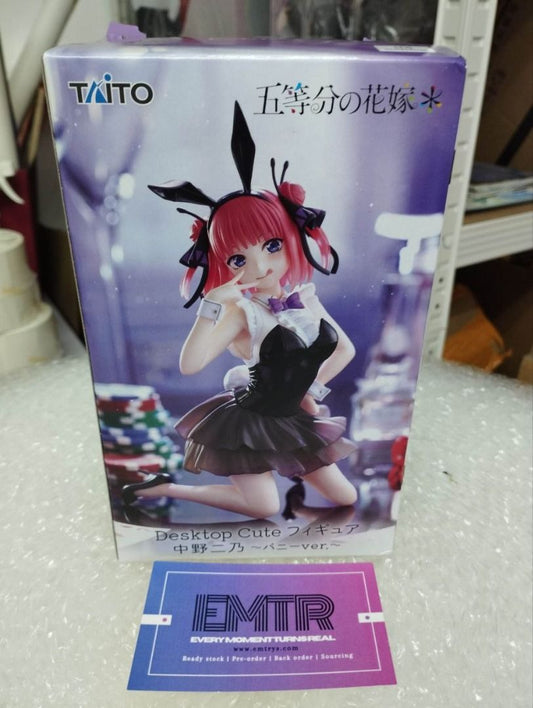 TAITO
五等分の花嫁*
Desktop Cute フィギュア
中野二乃 ～バニーver.～
EMTR
EVERY MOMENT TURNS REAL
www.emtrys.com
Ready stock | Pre-order | Back order | Sourcing